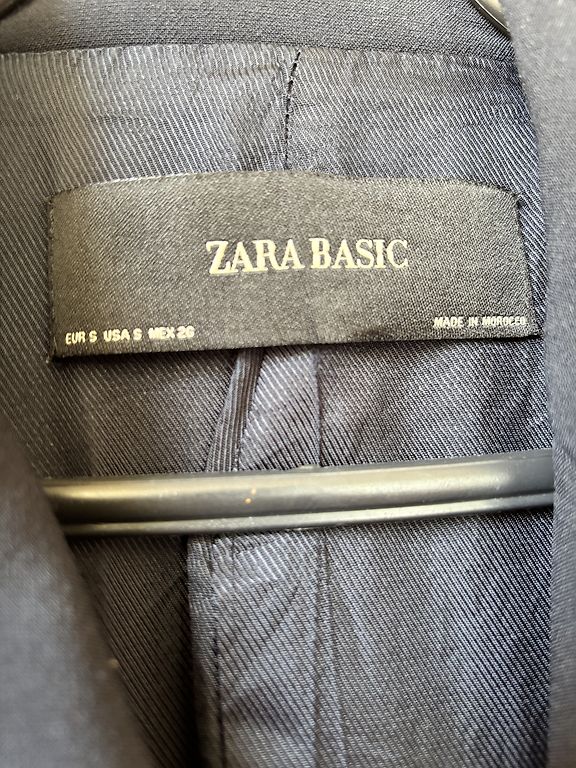 ZARA BASIC
EUR S USA S MEX 26
MADE IN MOROCCO